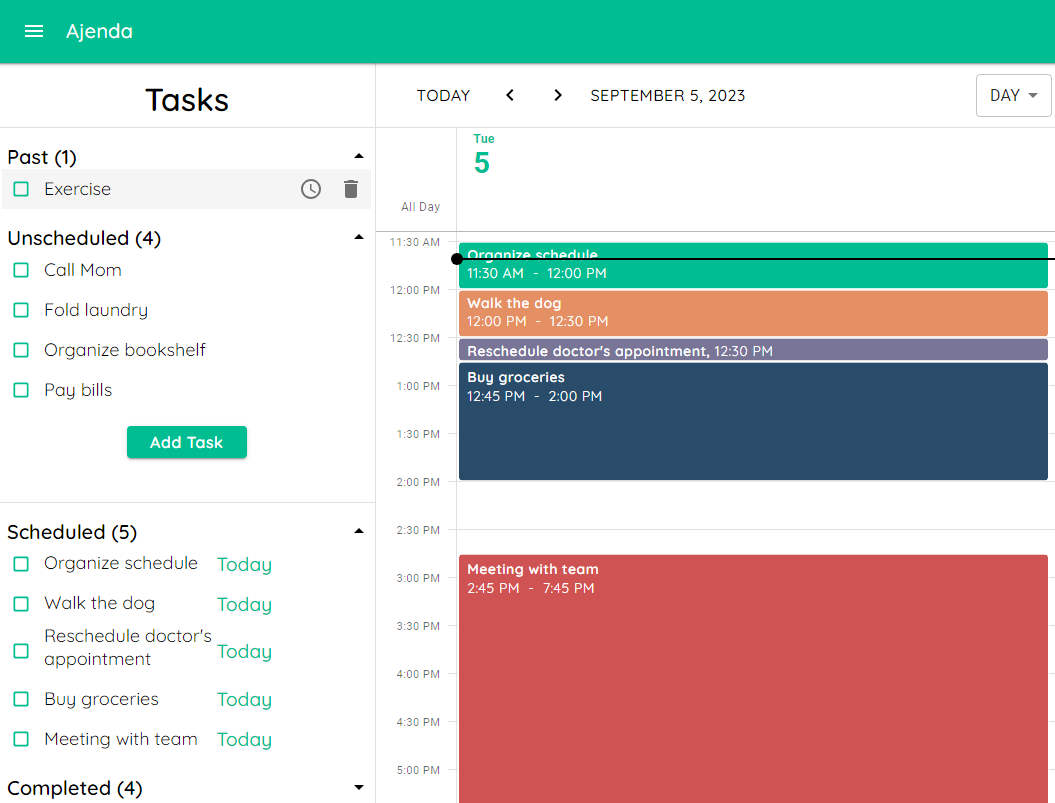 Ajenda
Tasks
Past (1)
Exercise
Unscheduled (4)
Call Mom
Fold laundry
Organize bookshelf
Pay bills
Add Task
Scheduled (5)
Organize schedule Today
Walk the dog Today
Reschedule doctor's
appointment Today
Buy groceries Today
Meeting with team Today
Completed (4)
TODAY SEPTEMBER 5, 2023 DAY
Tue
5
All Day
11:30 AM
Organize schedule
11:30 AM - 12:00 PM
12:00 PM
Walk the dog
12:00 PM - 12:30 PM
12:30 PM
Reschedule doctor's appointment, 12:30 PM
Buy groceries
1:00 PM
12:45 PM - 2:00 PM
1:30 PM
2:00 PM
2:30 PM
Meeting with team
3:00 PM
2:45 PM - 7:45 PM
3:30 PM
4:00 PM
4:30 PM
5:00 PM